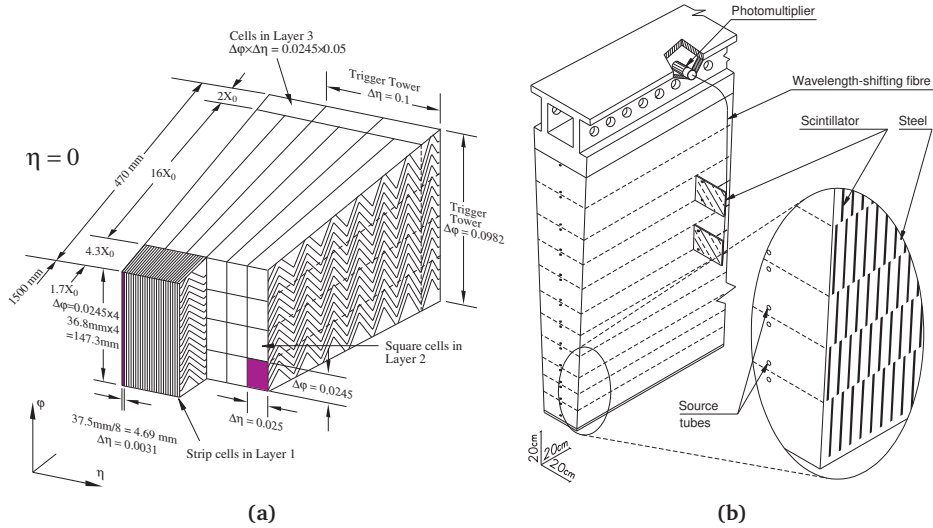 Cells in Layer 3
Δφ×Δη = 0.0245×0.05
Trigger
Tower
Δη = 0.1
2X₀
η = 0
470 mm
16X₀
Trigger
Tower
Δφ = 0.0982
4.3X₀
1500 mm
1.7X₀
Δφ=0.0245x4
36.8mmx4
=147.3mm
Square cells in
Layer 2
Δφ = 0.0245
Δη = 0.025
37.5mm/8 = 4.69 mm
Δη = 0.0031
Strip cells in Layer 1
φ
η
(a)
Photomultiplier
Wavelength-shifting fibre
Scintillator
Steel
Source
tubes
20cm
20cm
20cm
(b)